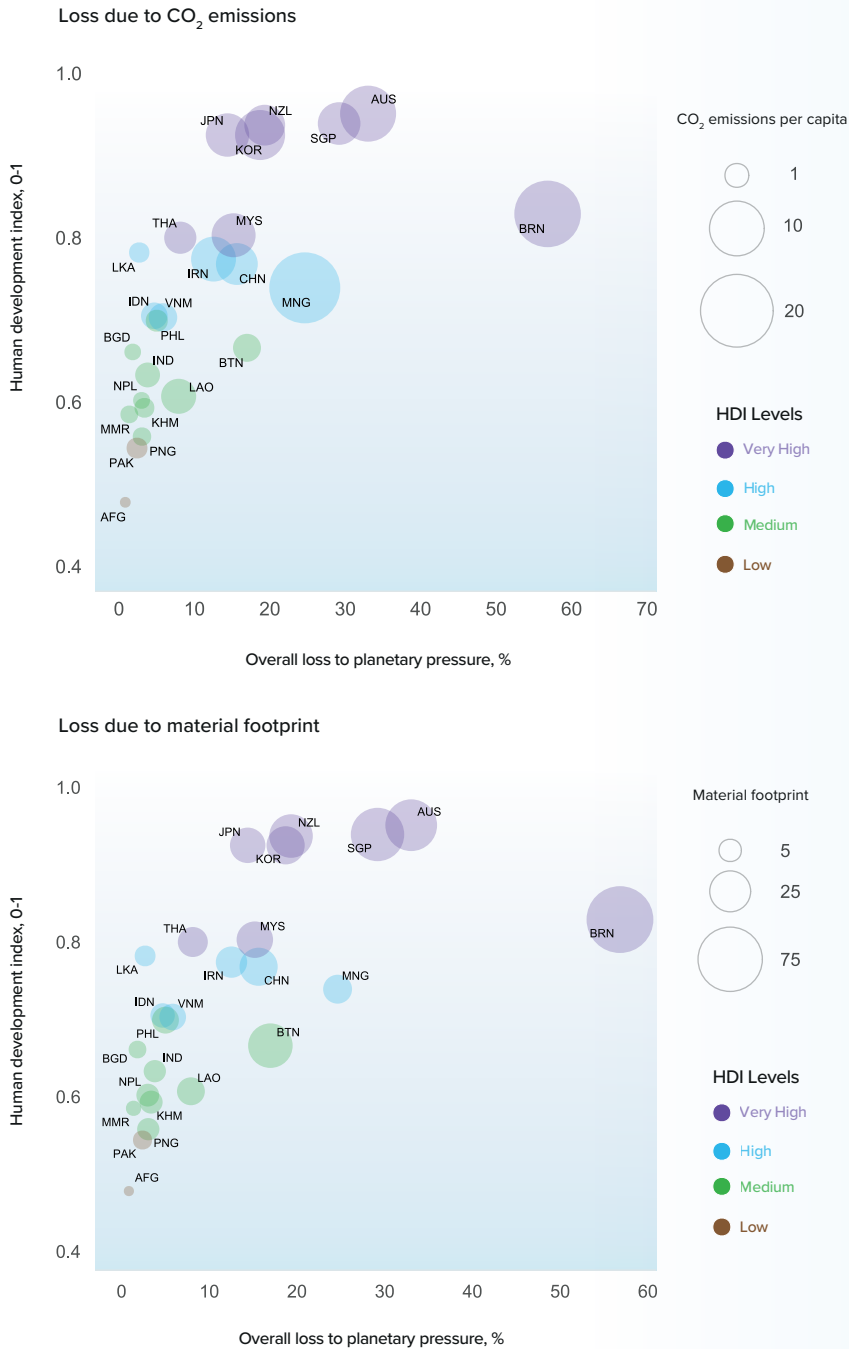 Loss due to CO₂ emissions
Human development index, 0-1
1.0
0.8
0.6
0.4
AUS
NZL
JPN
KOR
SGP
BRN
THA
MYS
LKA
IRN
CHN
MNG
IDN
VNM
PHL
BGD
IND
BTN
NPL
LAO
KHM
MMR
PNG
PAK
AFG
0 10 20 30 40 50 60 70
Overall loss to planetary pressure, %
CO₂ emissions per capita
1
10
20
HDI Levels
Very High
High
Medium
Low
Loss due to material footprint
Human development index, 0-1
1.0
0.8
0.6
0.4
AUS
NZL
JPN
KOR
SGP
BRN
THA
MYS
LKA
IRN
CHN
MNG
IDN
VNM
PHL
BTN
BGD
IND
NPL
LAO
KHM
MMR
PNG
PAK
AFG
0 10 20 30 40 50 60
Overall loss to planetary pressure, %
Material footprint
5
25
75
HDI Levels
Very High
High
Medium
Low